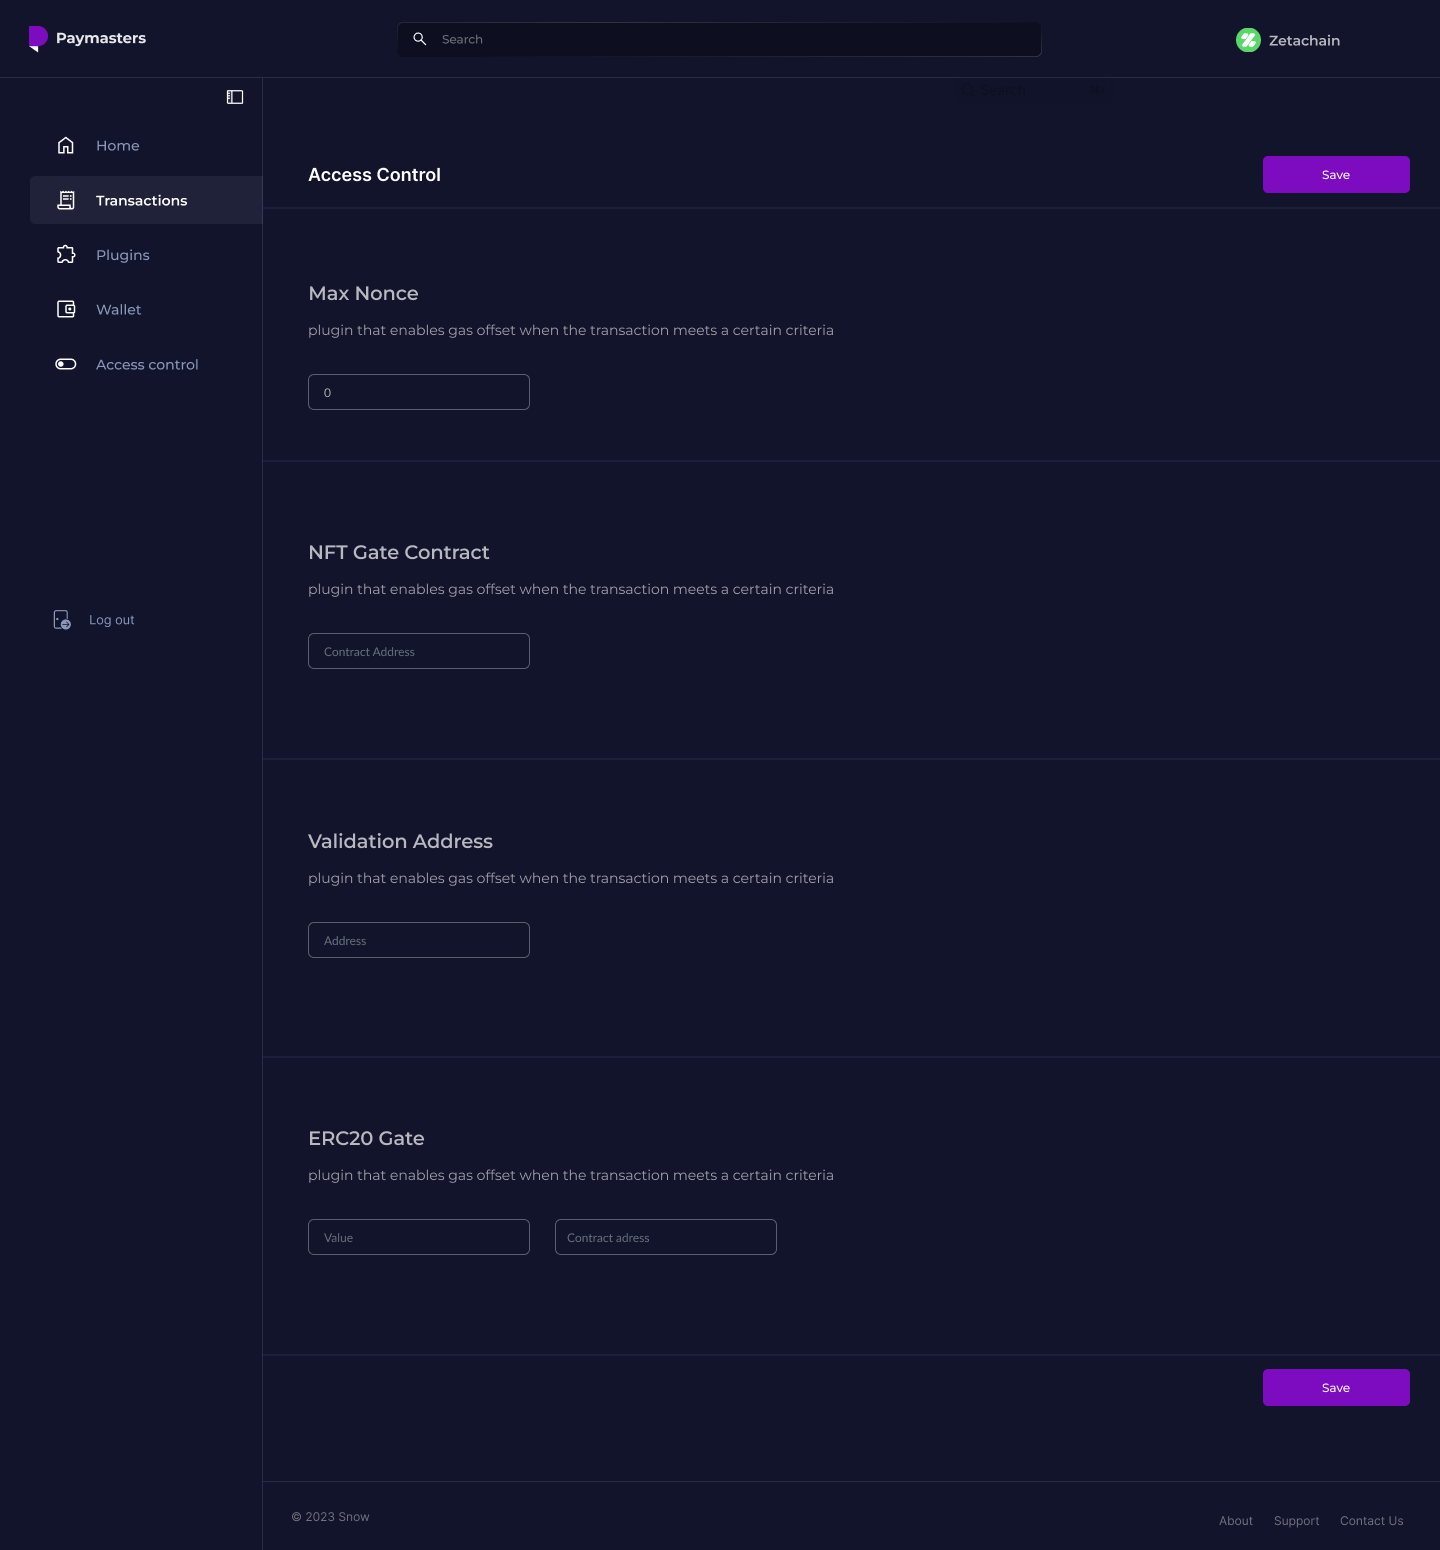 Paymasters
Search
Zetachain
Search
Home
Transactions
Plugins
Wallet
Access control
Log out
Access Control
Save
Max Nonce
plugin that enables gas offset when the transaction meets a certain criteria
0
NFT Gate Contract
plugin that enables gas offset when the transaction meets a certain criteria
Contract Address
Validation Address
plugin that enables gas offset when the transaction meets a certain criteria
Address
ERC20 Gate
plugin that enables gas offset when the transaction meets a certain criteria
Value
Contract adress
Save
© 2023 Snow
About
Support
Contact Us